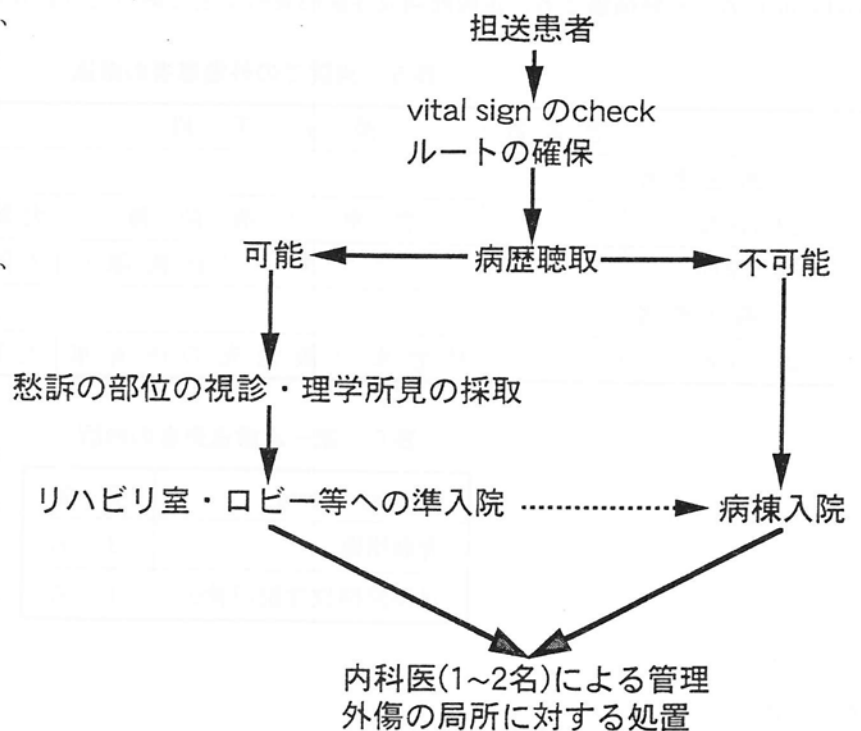 担送患者
vital sign のcheck
ルートの確保
可能
病歴聴取
不可能
愁訴の部位の視診・理学所見の採取
リハビリ室・ロビー等への準入院
病棟入院
内科医(1~2名)による管理
外傷の局所に対する処置